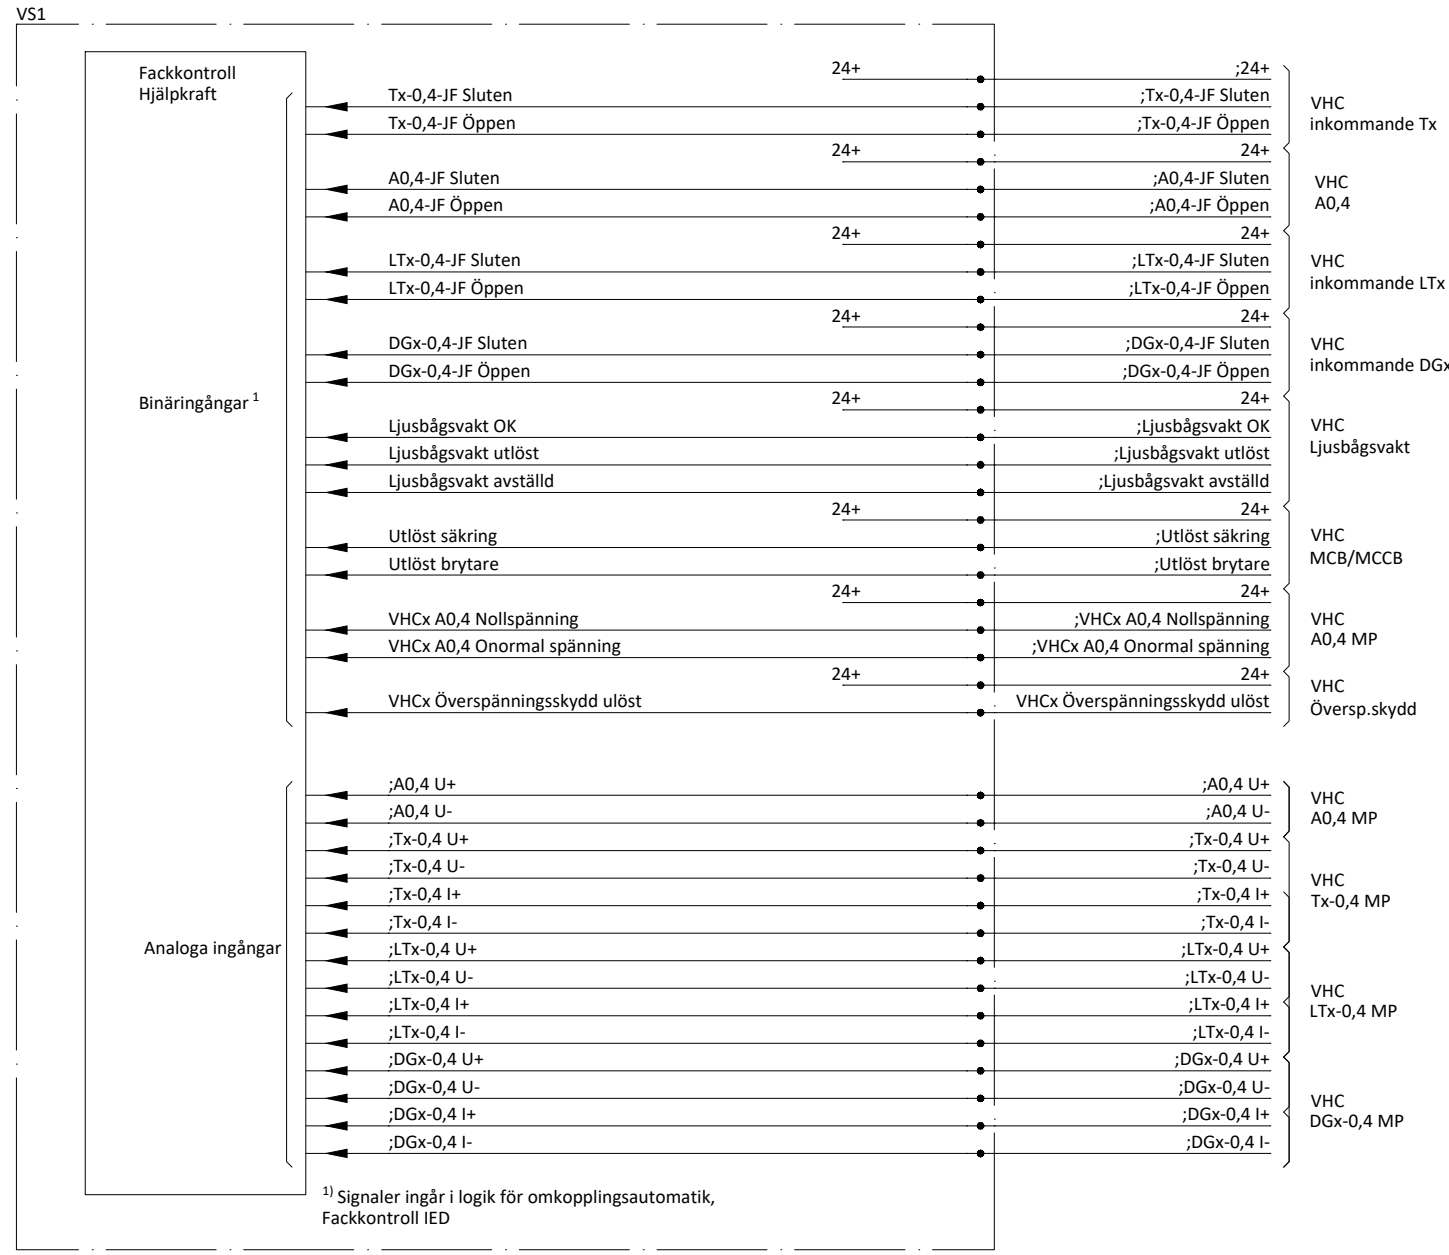 VS1
Fackkontroll
Hjälpkraft
24+ ;24+
Tx-0,4-JF Sluten ;Tx-0,4-JF Sluten
Tx-0,4-JF Öppen ;Tx-0,4-JF Öppen
VHC
inkommande Tx
24+ 24+
A0,4-JF Sluten ;A0,4-JF Sluten
A0,4-JF Öppen ;A0,4-JF Öppen
VHC
A0,4
24+ 24+
LTx-0,4-JF Sluten ;LTx-0,4-JF Sluten
LTx-0,4-JF Öppen ;LTx-0,4-JF Öppen
VHC
inkommande LTx
24+ 24+
DGx-0,4-JF Sluten ;DGx-0,4-JF Sluten
DGx-0,4-JF Öppen ;DGx-0,4-JF Öppen
VHC
inkommande DGx
Binäringångar 1
24+ 24+
Ljusbågsvakt OK ;Ljusbågsvakt OK
Ljusbågsvakt utlöst ;Ljusbågsvakt utlöst
Ljusbågsvakt avställd ;Ljusbågsvakt avställd
VHC
Ljusbågsvakt
24+ 24+
Utlöst säkring ;Utlöst säkring
Utlöst brytare ;Utlöst brytare
VHC
MCB/MCCB
24+ 24+
VHCx A0,4 Nollspänning ;VHCx A0,4 Nollspänning
VHCx A0,4 Onormal spänning ;VHCx A0,4 Onormal spänning
VHC
A0,4 MP
24+ 24+
VHCx Överspänningsskydd ulöst VHCx Överspänningsskydd ulöst
VHC
Översp.skydd
Analoga ingångar
;A0,4 U+ ;A0,4 U+
;A0,4 U- ;A0,4 U-
VHC
A0,4 MP
;Tx-0,4 U+ ;Tx-0,4 U+
;Tx-0,4 U- ;Tx-0,4 U-
;Tx-0,4 I+ ;Tx-0,4 I+
;Tx-0,4 I- ;Tx-0,4 I-
VHC
Tx-0,4 MP
;LTx-0,4 U+ ;LTx-0,4 U+
;LTx-0,4 U- ;LTx-0,4 U-
;LTx-0,4 I+ ;LTx-0,4 I+
;LTx-0,4 I- ;LTx-0,4 I-
VHC
LTx-0,4 MP
;DGx-0,4 U+ ;DGx-0,4 U+
;DGx-0,4 U- ;DGx-0,4 U-
;DGx-0,4 I+ ;DGx-0,4 I+
;DGx-0,4 I- ;DGx-0,4 I-
VHC
DGx-0,4 MP
1) Signaler ingår i logik för omkopplingsautomatik,
Fackkontroll IED